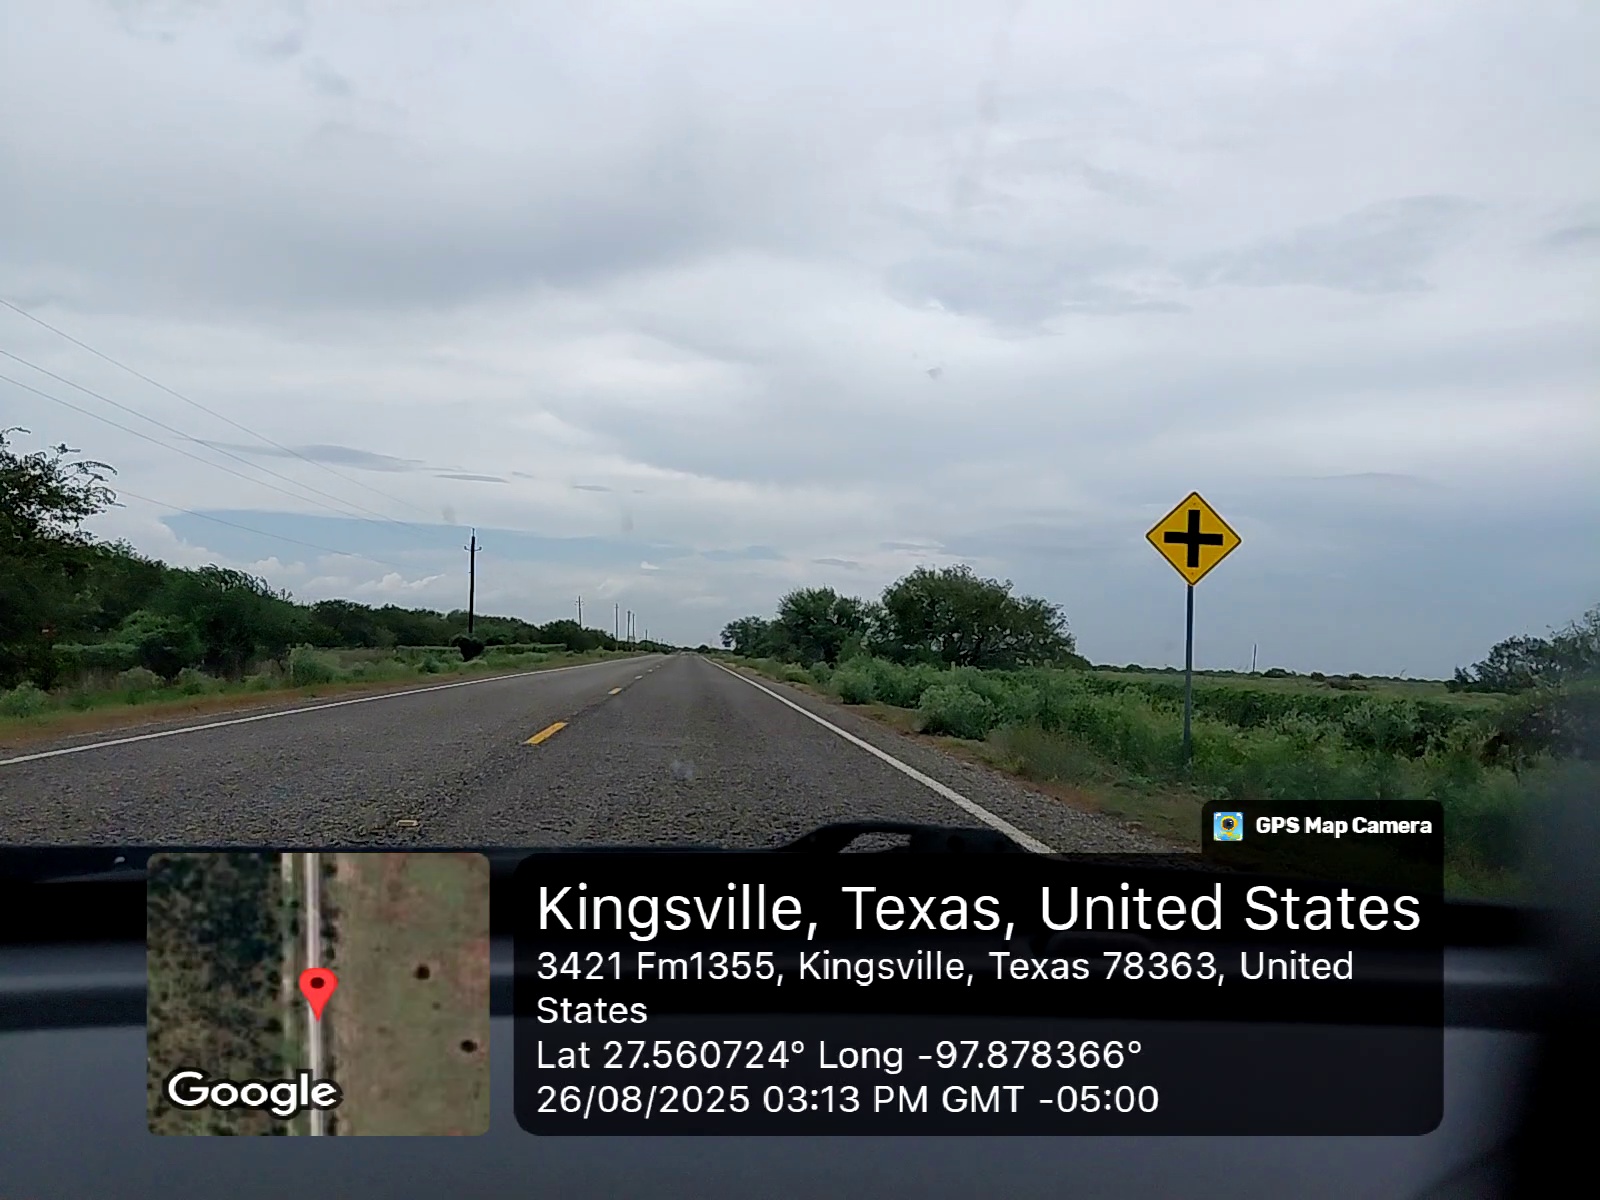 GPS Map Camera
Kingsville, Texas, United States
3421 Fm1355, Kingsville, Texas 78363, United
States
Lat 27.560724° Long -97.878366°
26/08/2025 03:13 PM GMT -05:00
Google